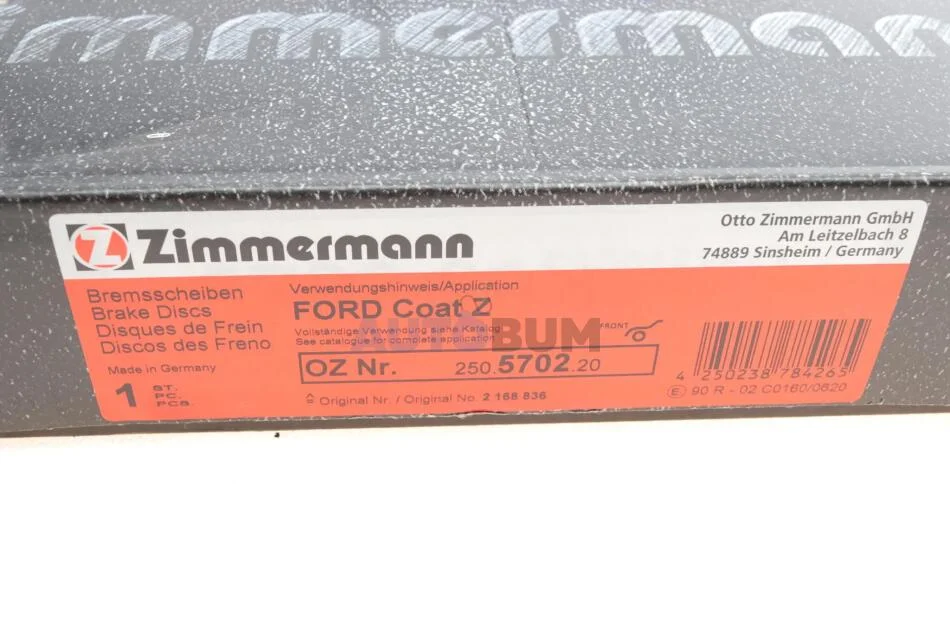 immerman
Zimmermann
Otto Zimmermann GmbH
Am Leitzelbach 8
74889 Sinsheim / Germany
Bremsscheiben
Brake Discs
Disques de Frein
Discos des Freno
Made in Germany
1 ST.
PC.
PCS.
Verwendungshinweis/Application
FORD Coat Z
Vollständige Verwendung siehe Katalog
See catalogue for complete application
AUTOBUM
FRONT
OZ Nr. 250.5702.20
≙ Original Nr. / Original No. 2 168 836
4 250238 784265
E 90 R - 02 C0160/0620